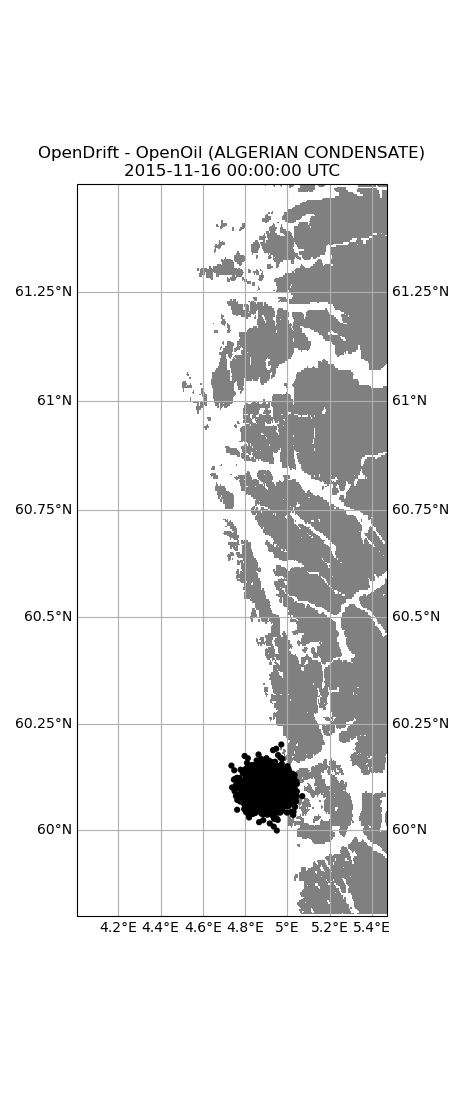 OpenDrift - OpenOil (ALGERIAN CONDENSATE)
2015-11-16 00:00:00 UTC
61.25°N 61.25°N
61°N 61°N
60.75°N 60.75°N
60.5°N 60.5°N
60.25°N 60.25°N
60°N 60°N
4.2°E 4.4°E 4.6°E 4.8°E 5°E 5.2°E 5.4°E